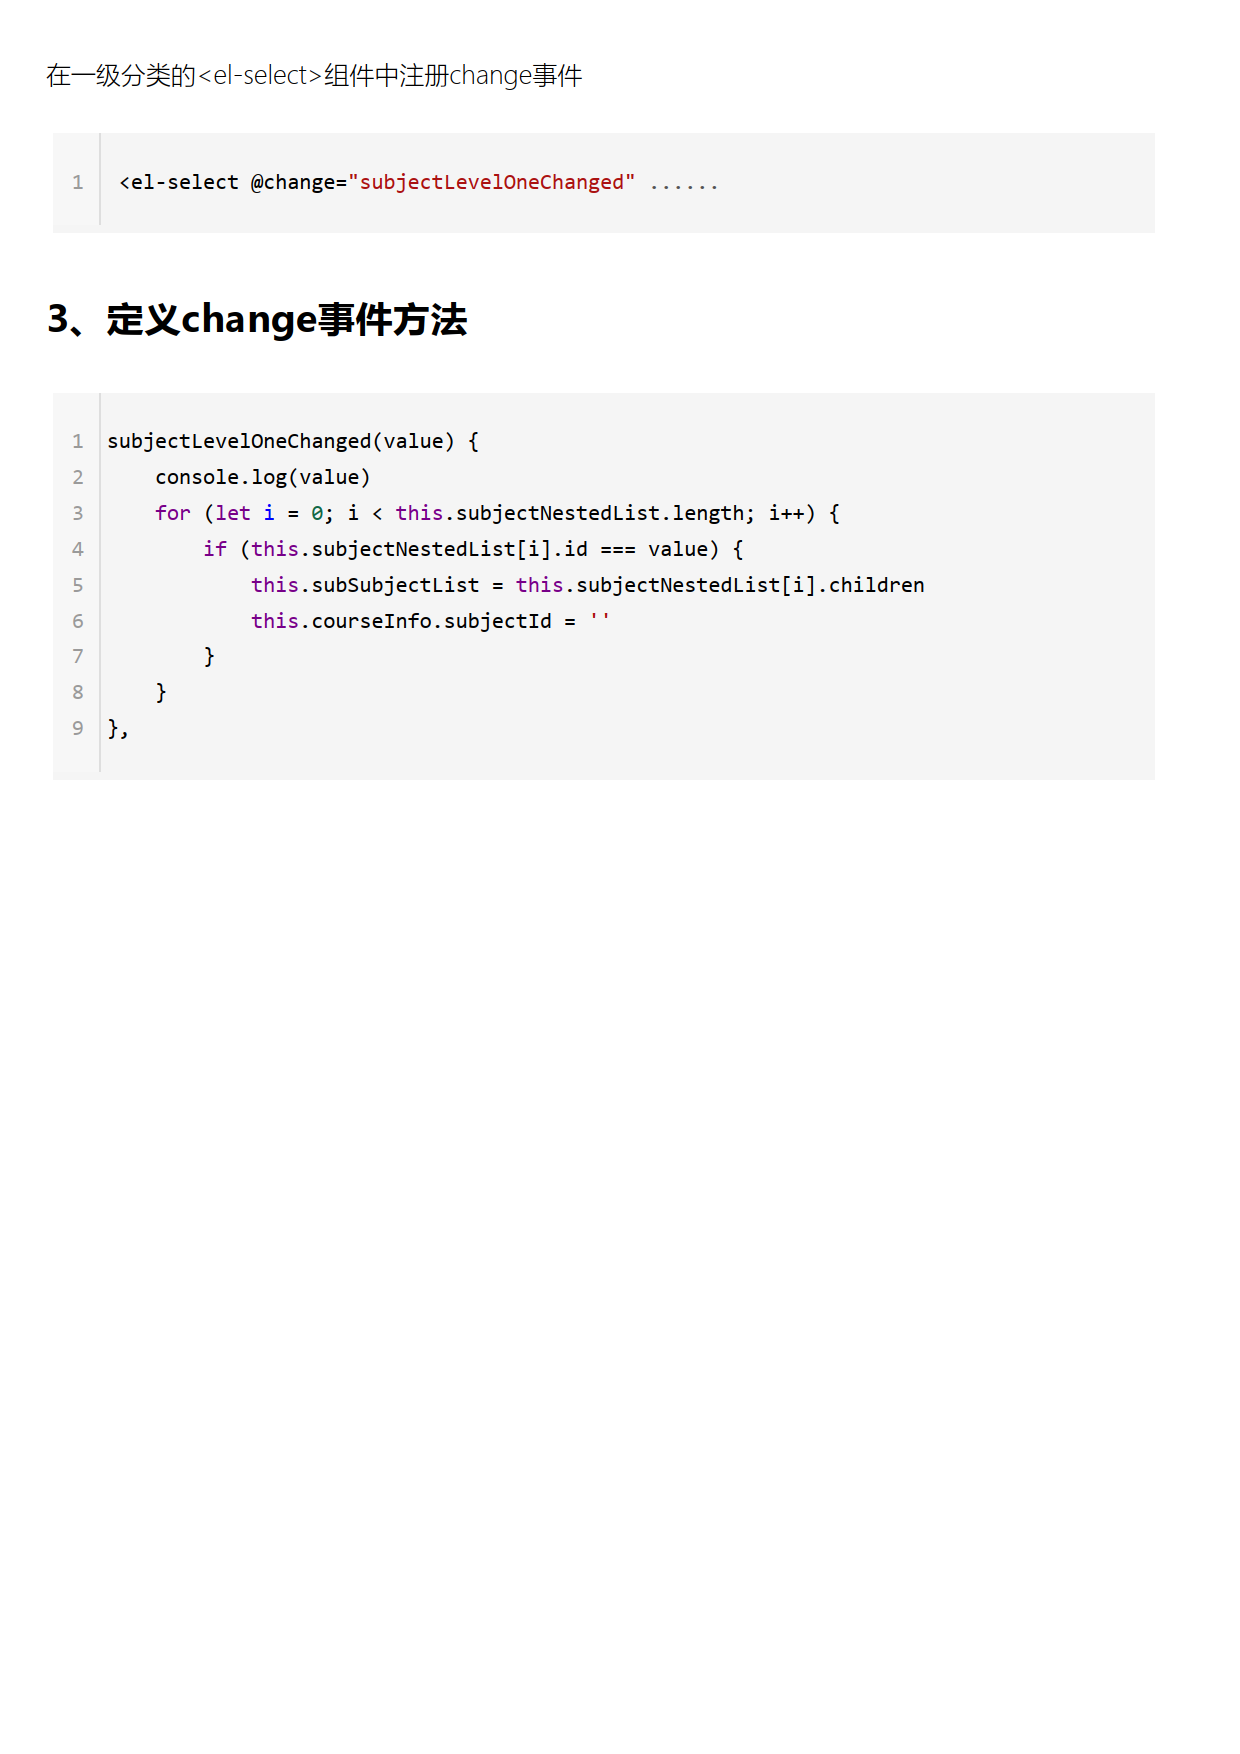 在一级分类的<el-select>组件中注册change事件
1 <el-select @change="subjectLevelOneChanged" ......
3、定义change事件方法
1 subjectLevelOneChanged(value) {
2     console.log(value)
3     for (let i = 0; i < this.subjectNestedList.length; i++) {
4         if (this.subjectNestedList[i].id === value) {
5             this.subSubjectList = this.subjectNestedList[i].children
6             this.courseInfo.subjectId = ''
7         }
8     }
9 },